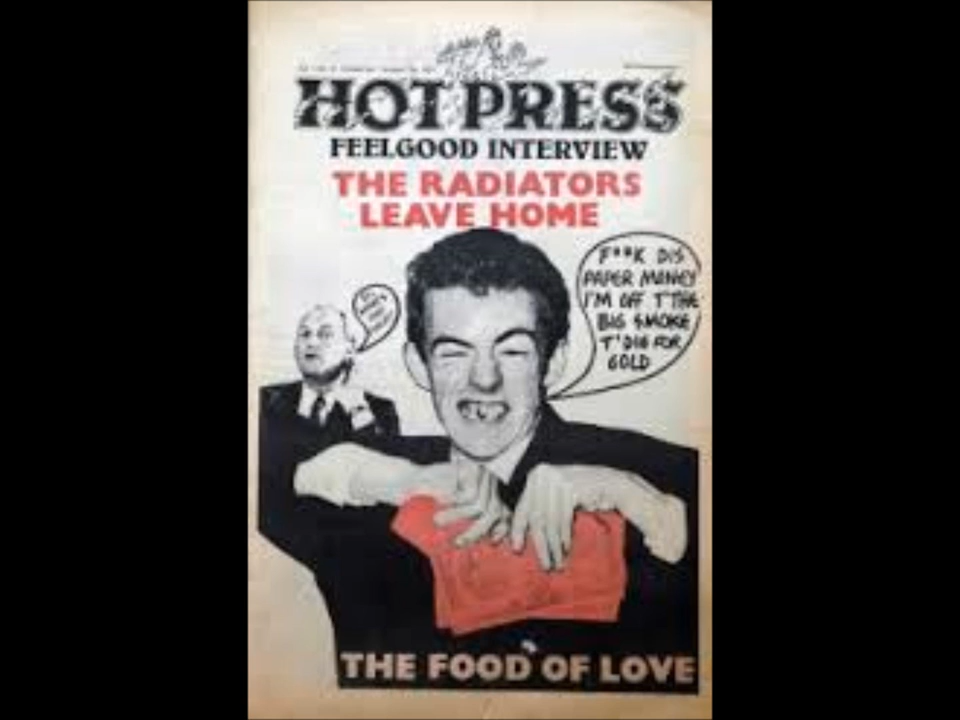 HOT PRESS
FEELGOOD INTERVIEW
THE RADIATORS
LEAVE HOME
F**K DIS
PAPER MONEY
I'M OFF T'THE
BIG SMOKE
T'DIG FOR
GOLD
THE FOOD OF LOVE